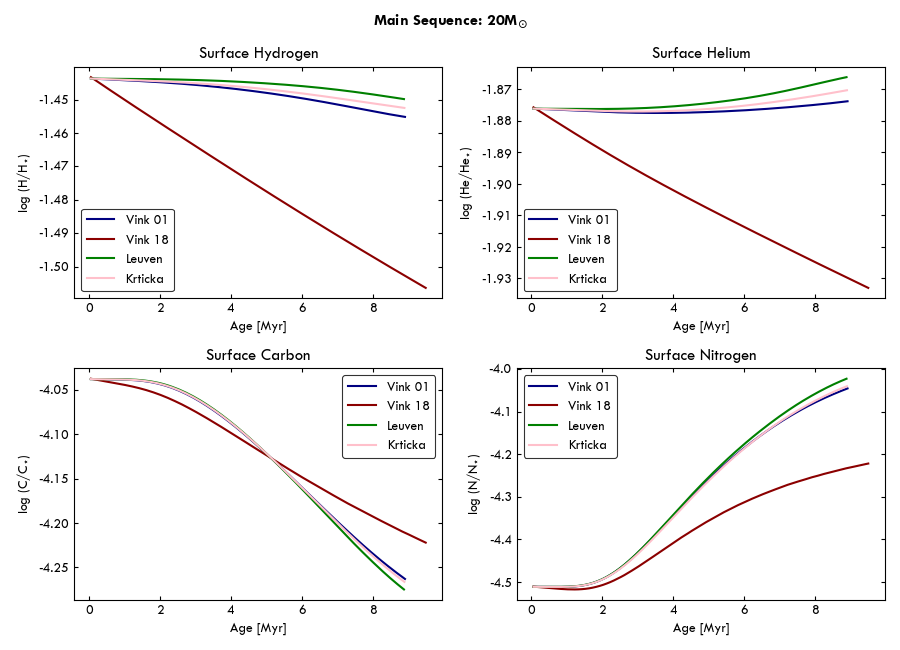 Main Sequence: 20M⊙
Surface Hydrogen
log (H/H⋆)
-1.45
-1.46
-1.47
-1.48
-1.49
-1.50
Vink 01
Vink 18
Leuven
Krticka
0 2 4 6 8
Age [Myr]
Surface Helium
log (He/He⋆)
-1.87
-1.88
-1.89
-1.90
-1.91
-1.92
-1.93
Vink 01
Vink 18
Leuven
Krticka
0 2 4 6 8
Age [Myr]
Surface Carbon
log (C/C⋆)
-4.05
-4.10
-4.15
-4.20
-4.25
Vink 01
Vink 18
Leuven
Krticka
0 2 4 6 8
Age [Myr]
Surface Nitrogen
log (N/N⋆)
-4.0
-4.1
-4.2
-4.3
-4.4
-4.5
Vink 01
Vink 18
Leuven
Krticka
0 2 4 6 8
Age [Myr]